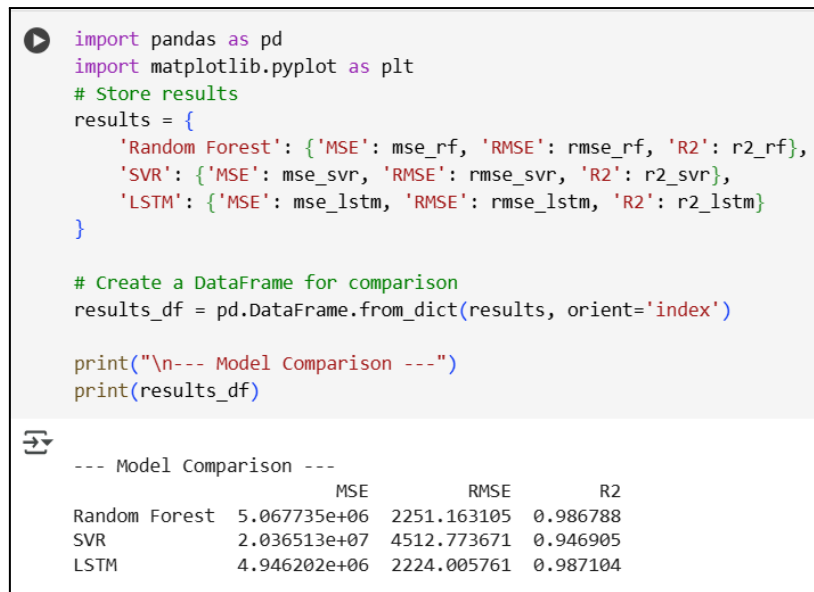 import pandas as pd
import matplotlib.pyplot as plt
# Store results
results = {
    'Random Forest': {'MSE': mse_rf, 'RMSE': rmse_rf, 'R2': r2_rf},
    'SVR': {'MSE': mse_svr, 'RMSE': rmse_svr, 'R2': r2_svr},
    'LSTM': {'MSE': mse_lstm, 'RMSE': rmse_lstm, 'R2': r2_lstm}
}
# Create a DataFrame for comparison
results_df = pd.DataFrame.from_dict(results, orient='index')
print("\n--- Model Comparison ---")
print(results_df)
--- Model Comparison ---
                        MSE         RMSE        R2
Random Forest  5.067735e+06  2251.163105  0.986788
SVR            2.036513e+07  4512.773671  0.946905
LSTM           4.946202e+06  2224.005761  0.987104